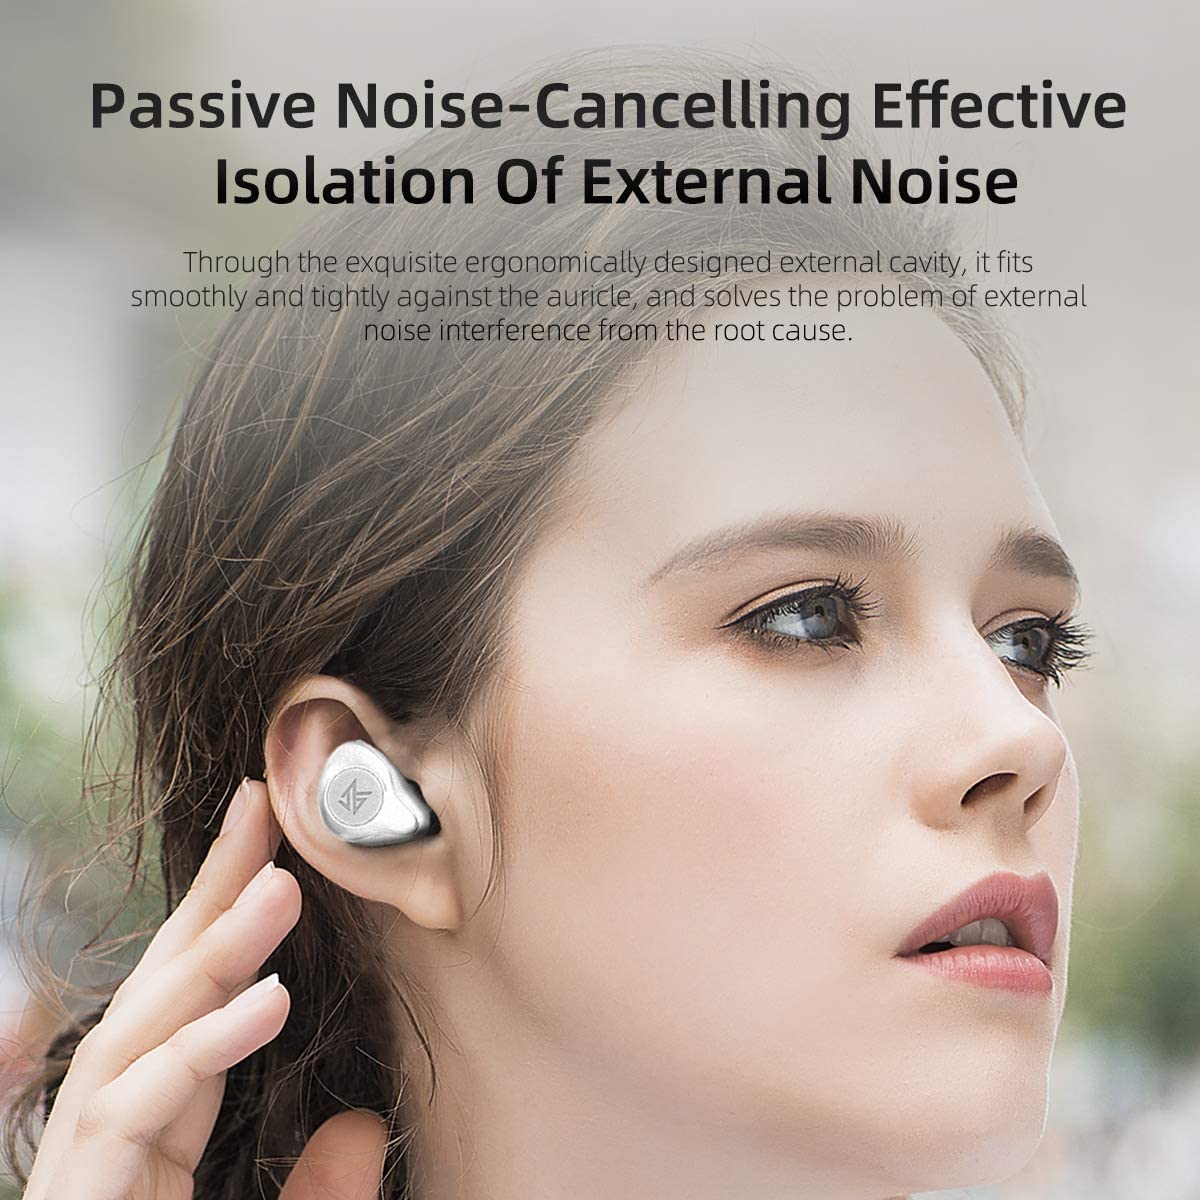 Passive Noise-Cancelling Effective
Isolation Of External Noise
Through the exquisite ergonomically designed external cavity, it fits
smoothly and tightly against the auricle, and solves the problem of external
noise interference from the root cause.